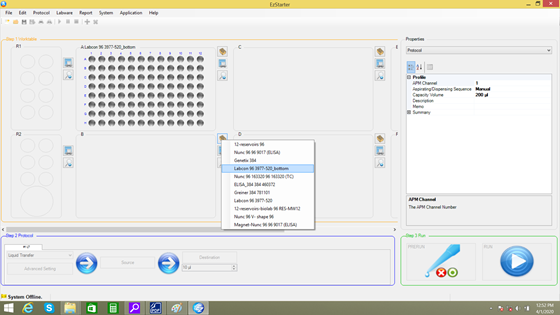 EzStarter
File Edit Protocol Labware Report System Application Help
Step 1 Worktable
R1
A:Labcon 96 3977-520_bottom
1 2 3 4 5 6 7 8 9 10 11 12
C
E
R2
B
D
F
12-reservoirs 96
Nunc 96 96 9017 (ELISA)
Genetix 384
Labcon 96 3977-520_bottom
Nunc 96 163320 96 163320 (TC)
ELISA_384 384 460372
Greiner 384 781101
Labcon 96 3977-520
12-reservoirs-biolab 96 RES-MW12
Nunc 96 V- shape 96
Magnet-Nunc 96 96 9017 (ELISA)
Properties
Protocol
Profile
APM Channel 1
Aspirating/Dispensing Sequence Manual
Capacity Volume 200 µl
Description
Memo
Summary
APM Channel
The APM Channel Number
Step 2 Protocol
Liquid Transfer
Advanced Setting
Source
Destination
10 µl
Step 3 Run
PRERUN
RUN
System Offline.
12:52 PM
4/1/2020